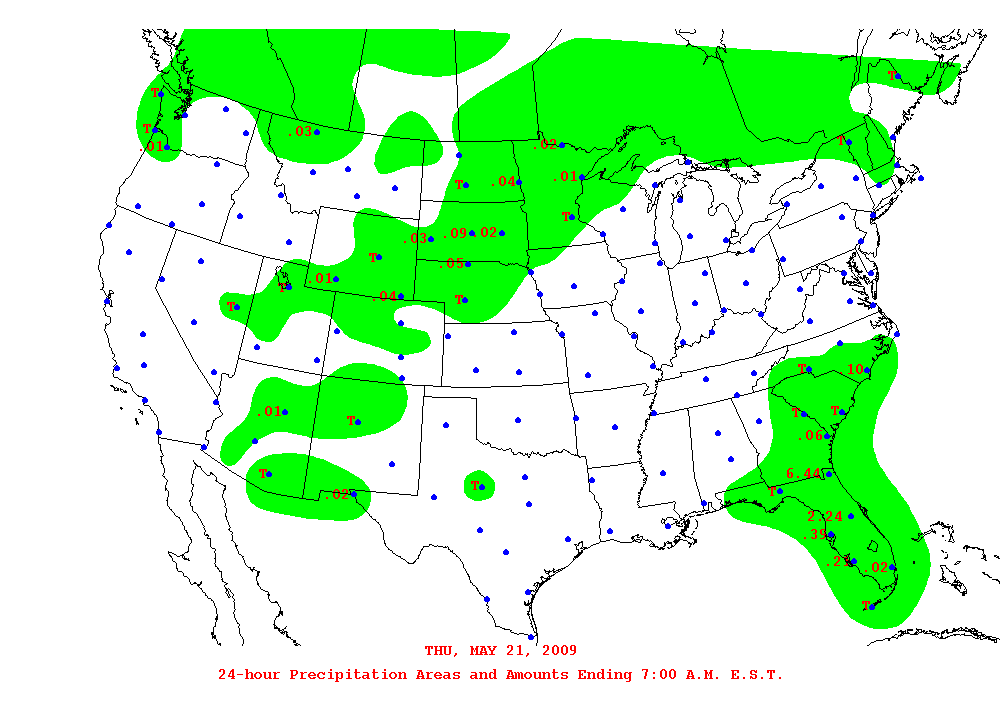 T
T
T
.03
T
.01
.02
T
.04
.01
T
.03
.09
.02
T
.05
T
.01
.04
T
T
T
10
.01
T
T
T
.06
T
6.44
T
T
.02
2.24
.39
.02
T
THU, MAY 21, 2009
24-hour Precipitation Areas and Amounts Ending 7:00 A.M. E.S.T.